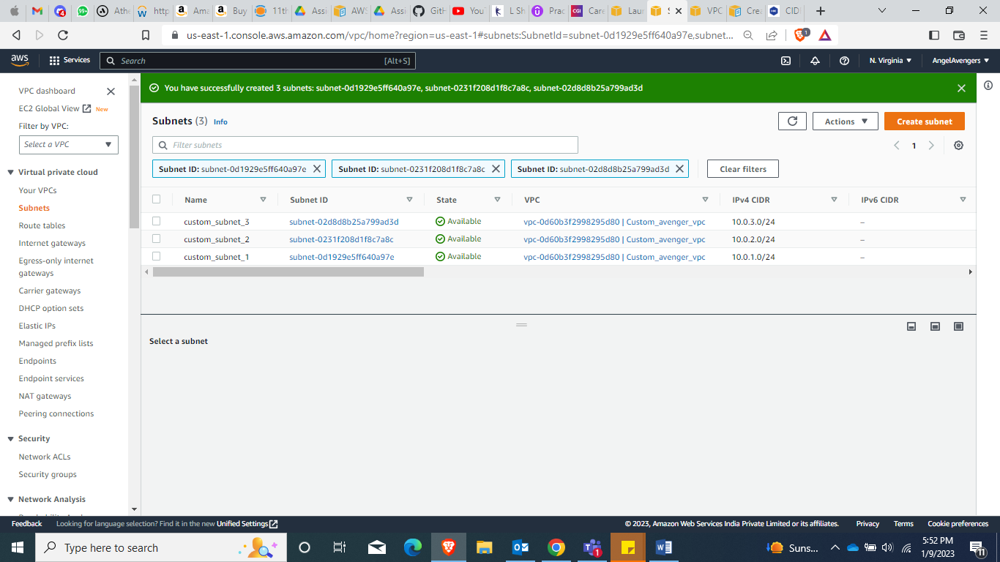 4
99+
Athe
http
Ama
Buy
11th
Assi
AWS
Assi
GitH
YouT
L Sh
Prac
CGI
Care
Laun
S
VPC
Crea
CIDR
us-east-1.console.aws.amazon.com/vpc/home?region=us-east-1#subnets:SubnetId=subnet-0d1929e5ff640a97e,subnet...
1
aws
Services
Search
[Alt+S]
N. Virginia
AngelAvengers
VPC dashboard
EC2 Global View New
Filter by VPC:
Select a VPC
Virtual private cloud
Your VPCs
Subnets
Route tables
Internet gateways
Egress-only internet
gateways
Carrier gateways
DHCP option sets
Elastic IPs
Managed prefix lists
Endpoints
Endpoint services
NAT gateways
Peering connections
Security
Network ACLs
Security groups
Network Analysis
You have successfully created 3 subnets: subnet-0d1929e5ff640a97e, subnet-0231f208d1f8c7a8c, subnet-02d8d8b25a799ad3d
Subnets (3) Info
Actions
Create subnet
Filter subnets
1
Subnet ID: subnet-0d1929e5ff640a97e
Subnet ID: subnet-0231f208d1f8c7a8c
Subnet ID: subnet-02d8d8b25a799ad3d
Clear filters
Name Subnet ID State VPC IPv4 CIDR IPv6 CIDR
custom_subnet_3 subnet-02d8d8b25a799ad3d Available vpc-0d60b3f2998295d80 | Custom_avenger_vpc 10.0.3.0/24 –
custom_subnet_2 subnet-0231f208d1f8c7a8c Available vpc-0d60b3f2998295d80 | Custom_avenger_vpc 10.0.2.0/24 –
custom_subnet_1 subnet-0d1929e5ff640a97e Available vpc-0d60b3f2998295d80 | Custom_avenger_vpc 10.0.1.0/24 –
Select a subnet
Feedback
Looking for language selection? Find it in the new Unified Settings
© 2023, Amazon Web Services India Private Limited or its affiliates.
Privacy
Terms
Cookie preferences
Type here to search
1
Suns...
5:52 PM
1/9/2023
11